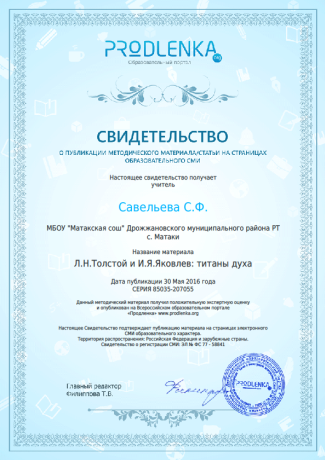 PRODLENKA
Образовательный портал
СВИДЕТЕЛЬСТВО
О ПУБЛИКАЦИИ МЕТОДИЧЕСКОГО МАТЕРИАЛА/СТАТЬИ НА СТРАНИЦАХ
ОБРАЗОВАТЕЛЬНОГО СМИ
Настоящее свидетельство получает
учитель
Савельева С.Ф.
МБОУ "Матакская сош" Дрожжановского муниципального района РТ
с. Матаки
Название материала
Л.Н.Толстой и И.Я.Яковлев: титаны духа
Дата публикации 30 Мая 2016 года
СЕРИЯ 85035-207055
Данный методический материал получил положительную экспертную оценку
и опубликован на Всероссийском образовательном портале
«Продленка» www.prodlenka.org
Настоящее Свидетельство подтверждает публикацию материала на страницах электронного
СМИ образовательного характера.
Территория распространения: Российская Федерация и зарубежные страны.
Свидетельство о регистрации СМИ: ЭЛ № ФС 77 - 58841
Главный редактор
Филиппова Т.В.
PRODLENKA